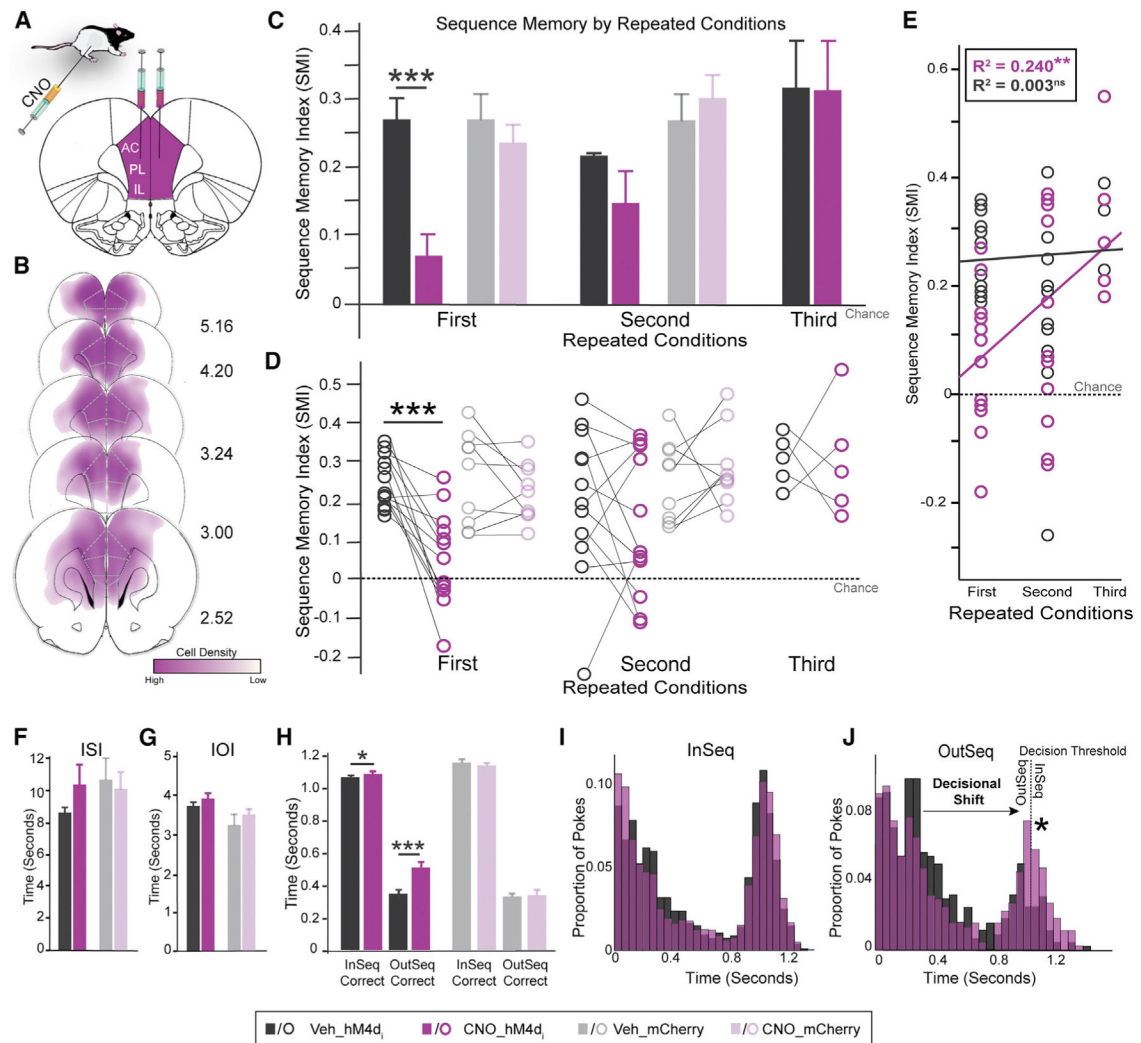 A
CNO
AC
PL
IL
B
5.16
4.20
3.24
3.00
2.52
Cell Density
High Low
C
Sequence Memory by Repeated Conditions
Sequence Memory Index (SMI)
0.4
0.3
0.2
0.1
0
***
Chance
First Second Third
Repeated Conditions
D
Sequence Memory Index (SMI)
0.5
0.4
0.3
0.2
0.1
0
-0.1
-0.2
***
Chance
First Second Third
Repeated Conditions
E
R² = 0.240**
R² = 0.003ns
Sequence Memory Index (SMI)
0.6
0.4
0.2
0
-0.2
Chance
First Second Third
Repeated Conditions
F
ISI
Time (Seconds)
12
10
8
6
4
2
0
G
IOI
Time (Seconds)
5
4
3
2
1
0
H
Time (Seconds)
1.2
1.0
0.8
0.6
0.4
0.2
0
*
***
InSeq Correct
OutSeq Correct
InSeq Correct
OutSeq Correct
I
InSeq
Proportion of Pokes
0.10
0.05
0
0 0.4 0.8 1.2
Time (Seconds)
J
OutSeq
Decision Threshold
OutSeq
InSeq
Decisional
Shift
*
Proportion of Pokes
0.08
0.04
0
0 0.4 0.8 1.2
Time (Seconds)
/O Veh_hM4di /O CNO_hM4di /O Veh_mCherry /O CNO_mCherry